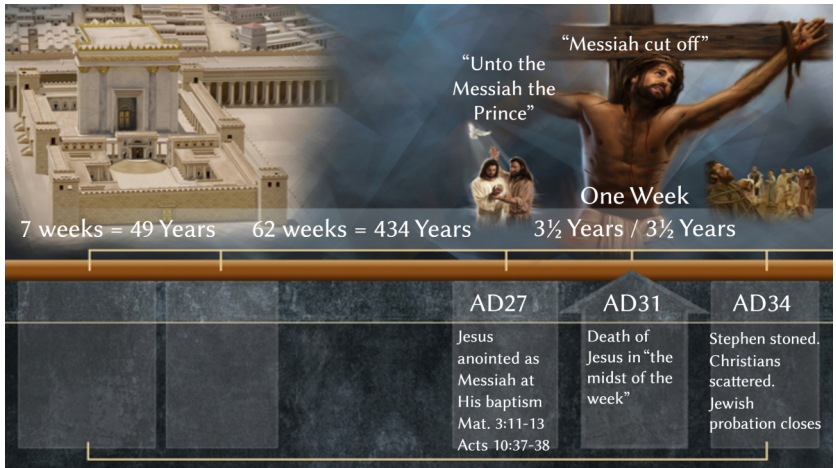 “Messiah cut off”
“Unto the
Messiah the
Prince”
One Week
7 weeks = 49 Years
62 weeks = 434 Years
3½ Years / 3½ Years
AD27
Jesus
anointed as
Messiah at
His baptism
Mat. 3:11-13
Acts 10:37-38
AD31
Death of
Jesus in “the
midst of the
week”
AD34
Stephen stoned.
Christians
scattered.
Jewish
probation closes